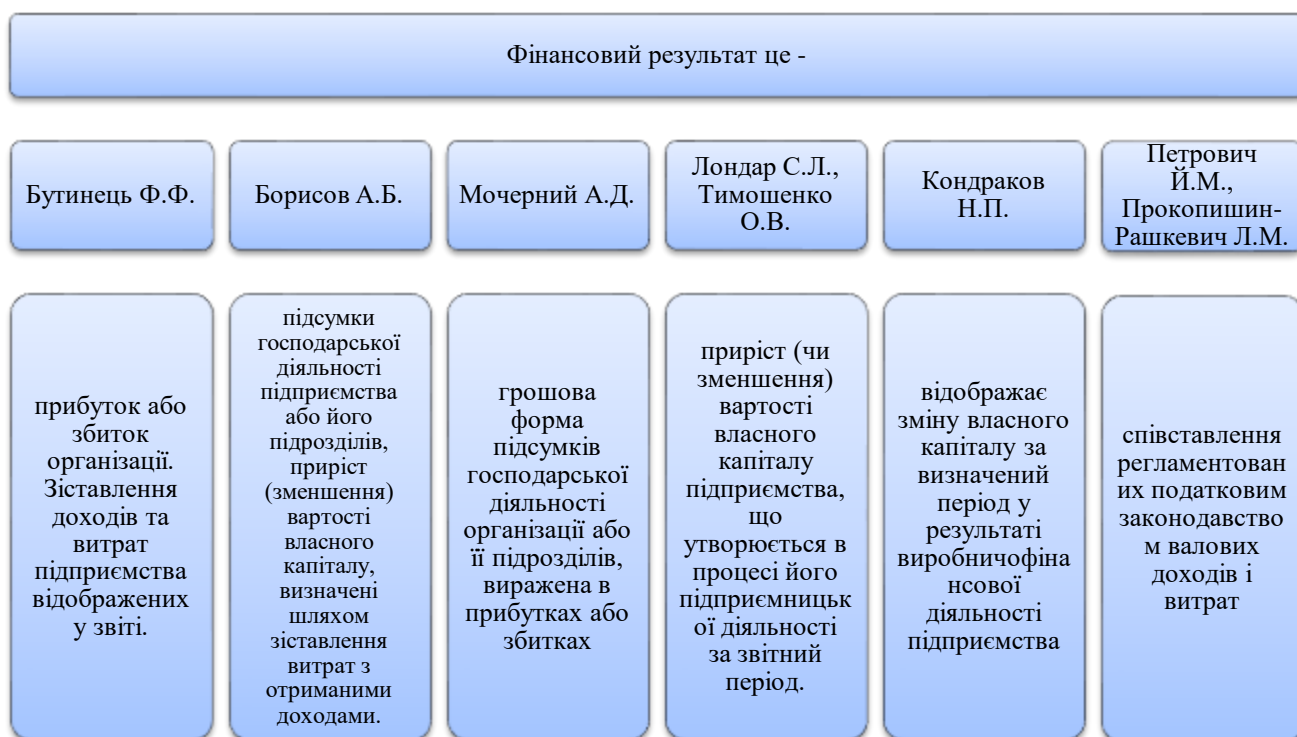 Фінансовий результат це -
Бутинець Ф.Ф.
Борисов А.Б.
Мочерний А.Д.
Лондар С.Л.,
Тимошенко
О.В.
Кондраков
Н.П.
Петрович
Й.М.,
Прокопишин-
Рашкевич Л.М.
прибуток або
збиток
організації.
Зіставлення
доходів та
витрат
підприємства
відображених
у звіті.
підсумки
господарської
діяльності
підприємства
або його
підрозділів,
приріст
(зменшення)
вартості
власного
капіталу,
визначені
шляхом
зіставлення
витрат з
отриманими
доходами.
грошова
форма
підсумків
господарської
діяльності
організації або
її підрозділів,
виражена в
прибутках або
збитках
приріст (чи
зменшення)
вартості
власного
капіталу
підприємства,
що
утворюється в
процесі його
підприємницьк
ої діяльності
за звітний
період.
відображає
зміну власного
капіталу за
визначений
період у
результаті
виробничофіна
нсової
діяльності
підприємства
співставлення
регламентован
их податковим
законодавство
м валових
доходів і
витрат